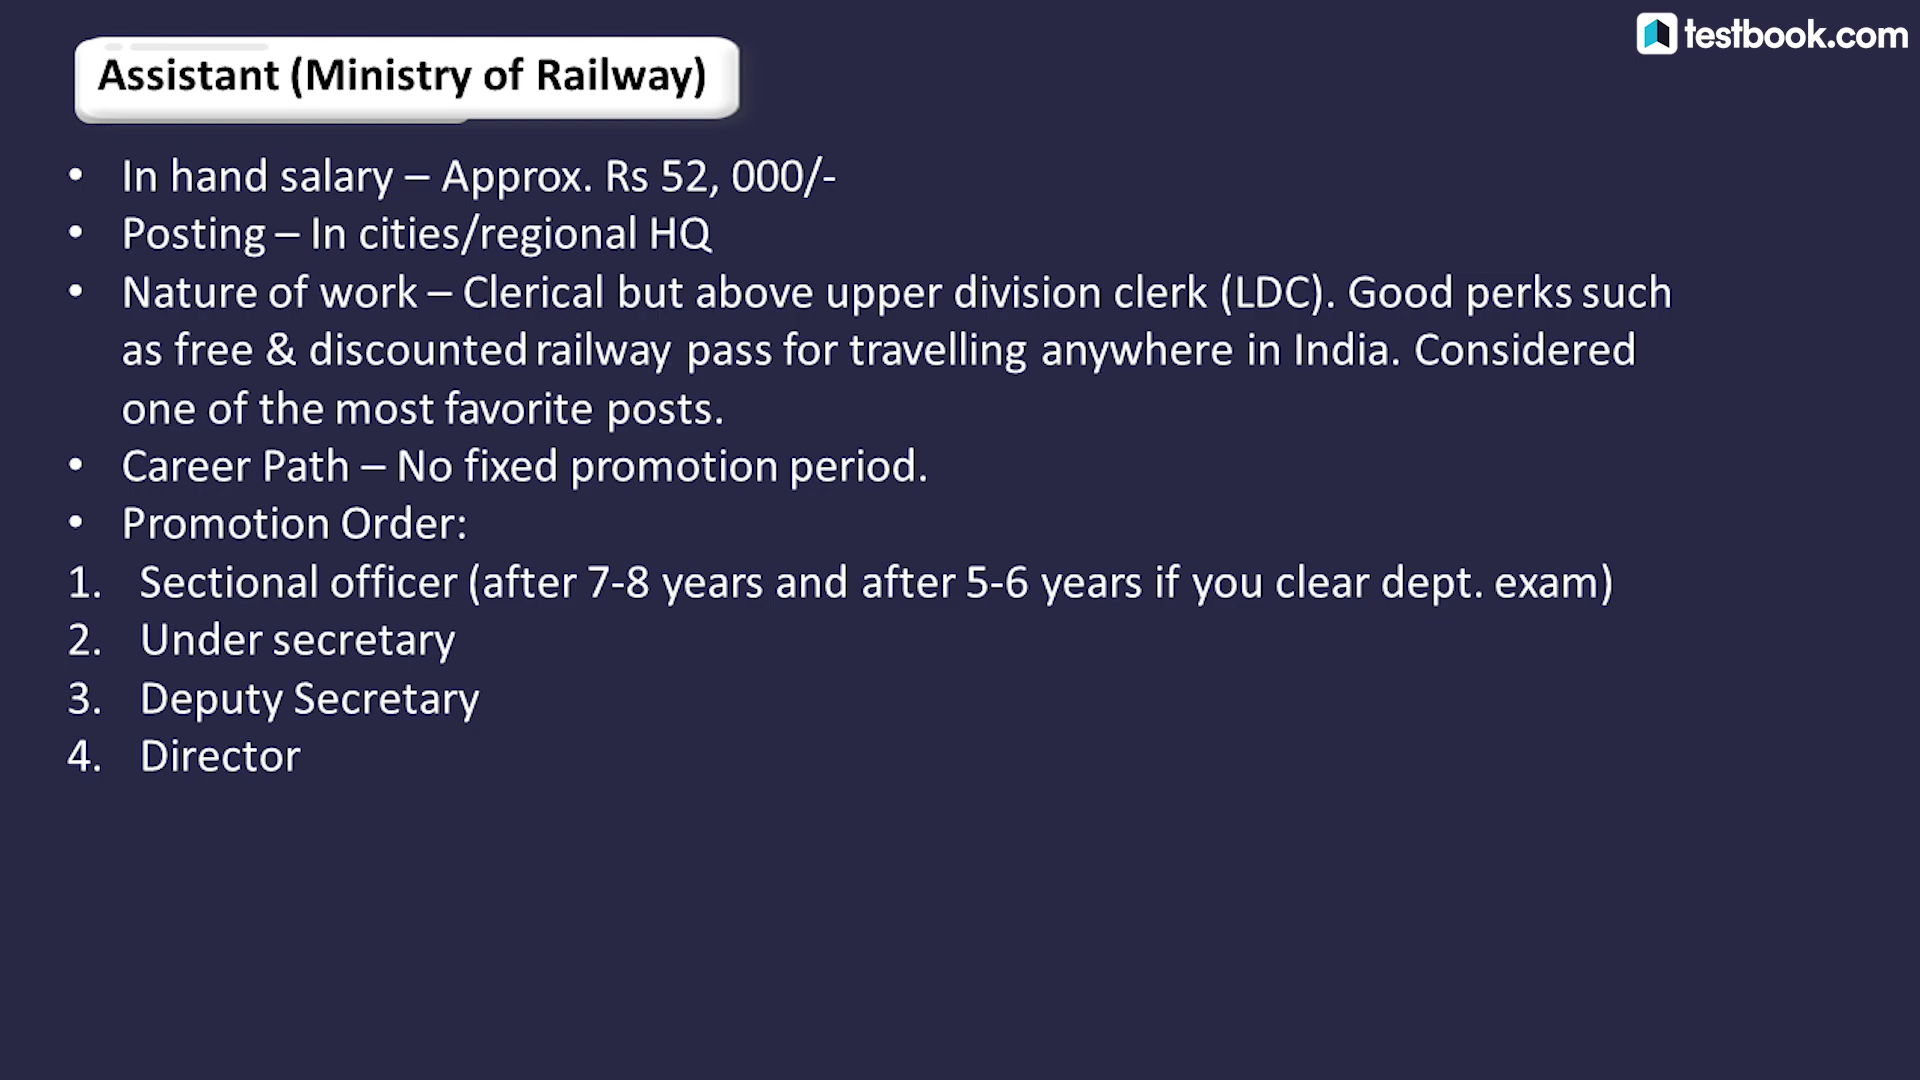 testbook.com
Assistant (Ministry of Railway)
• In hand salary – Approx. Rs 52, 000/-
• Posting – In cities/regional HQ
• Nature of work – Clerical but above upper division clerk (LDC). Good perks such
as free & discounted railway pass for travelling anywhere in India. Considered
one of the most favorite posts.
• Career Path – No fixed promotion period.
• Promotion Order:
1. Sectional officer (after 7-8 years and after 5-6 years if you clear dept. exam)
2. Under secretary
3. Deputy Secretary
4. Director